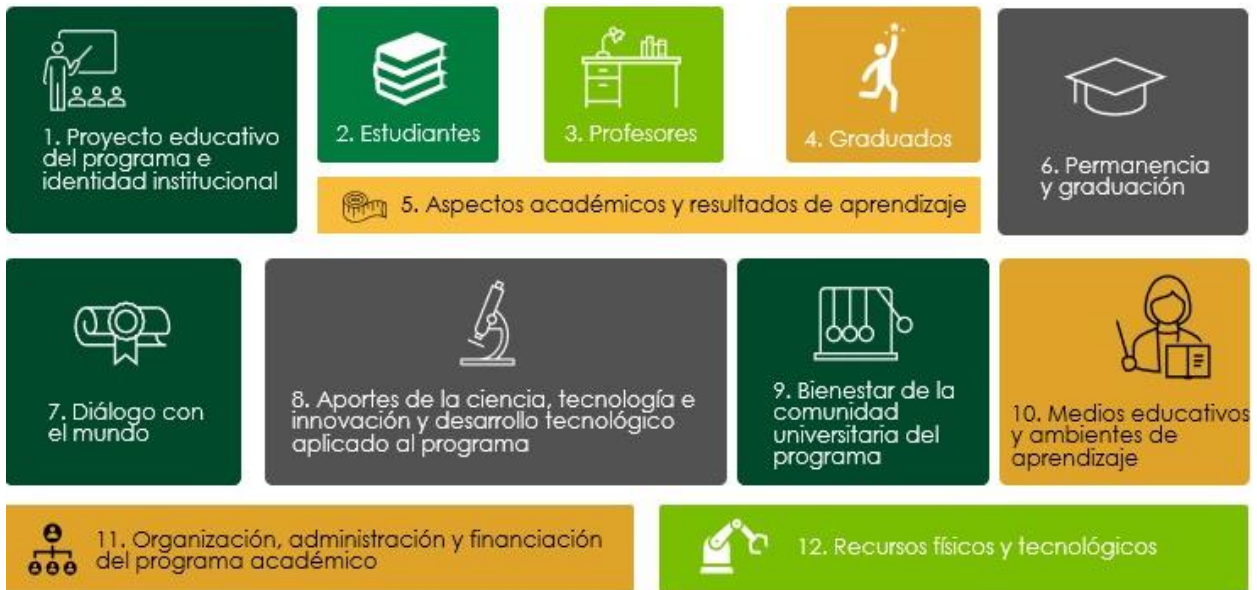 1. Proyecto educativo
del programa e
identidad institucional
2. Estudiantes
3. Profesores
4. Graduados
5. Aspectos académicos y resultados de aprendizaje
6. Permanencia
y graduación
7. Diálogo con
el mundo
8. Aportes de la ciencia, tecnología e
innovación y desarrollo tecnológico
aplicado al programa
9. Bienestar de la
comunidad
universitaria del
programa
10. Medios educativos
y ambientes de
aprendizaje
11. Organización, administración y financiación
del programa académico
12. Recursos físicos y tecnológicos